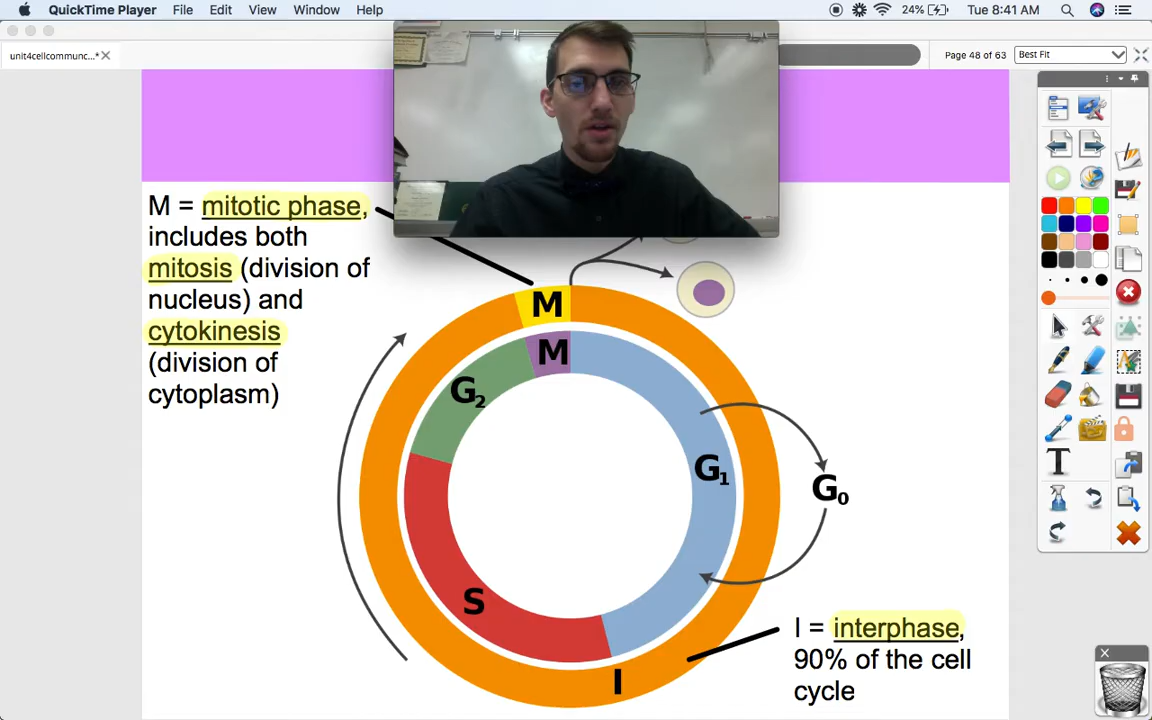 QuickTime Player File Edit View Window Help 24% Tue 8:41 AM
unit4cellcommunc...* Page 48 of 63 Best Fit
M = mitotic phase,
includes both
mitosis (division of
nucleus) and
cytokinesis
(division of
cytoplasm)
M
M
G2
G1
G0
S
I
I = interphase,
90% of the cell
cycle
T